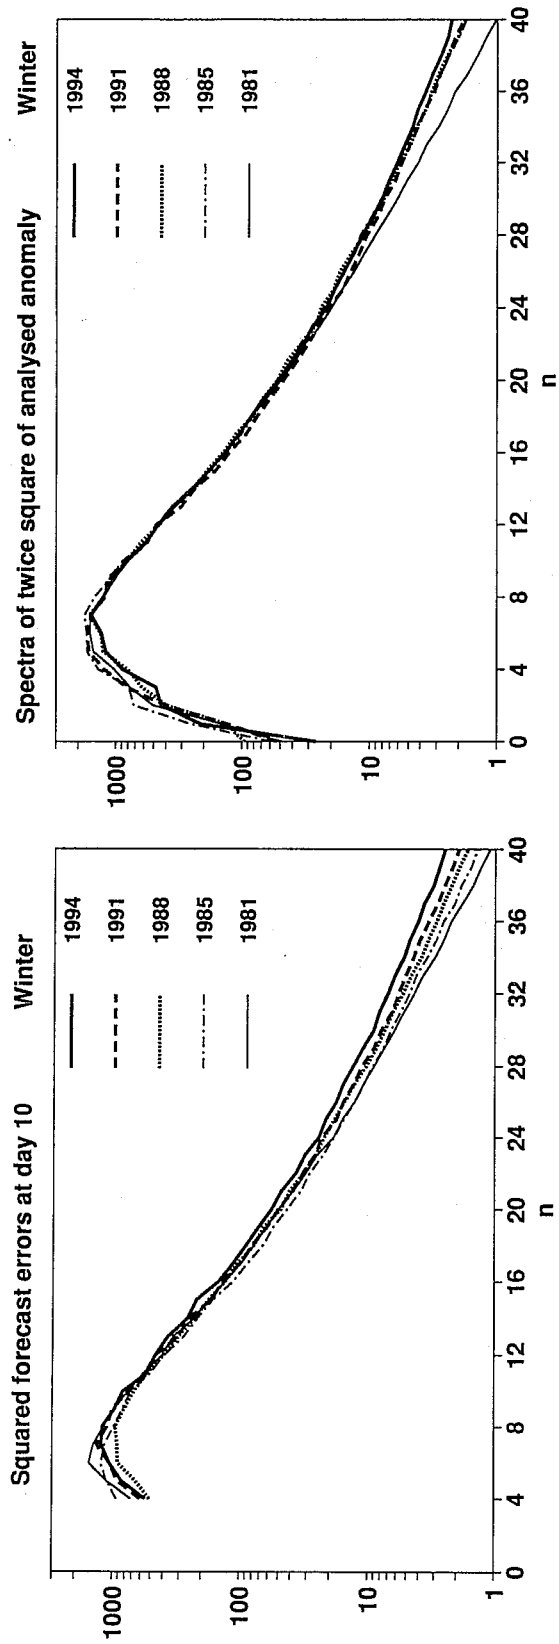 Squared forecast errors at day 10
Winter
1994
1991
1988
1985
1981
1000
100
10
1
0 4 8 12 16 20 24 28 32 36 40
n
Spectra of twice square of analysed anomaly
Winter
1994
1991
1988
1985
1981
1000
100
10
1
0 4 8 12 16 20 24 28 32 36 40
n